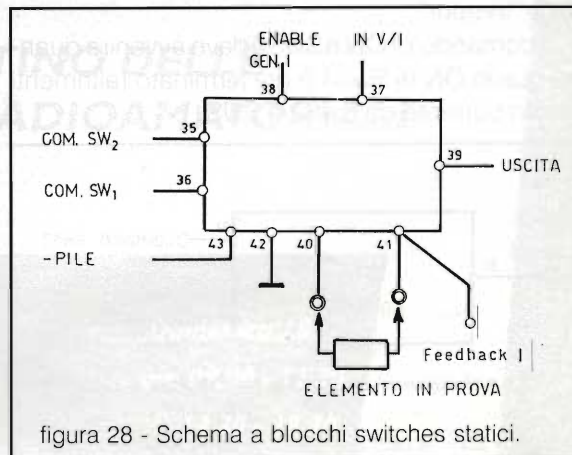 ENABLE
GEN. I
IN V/I
38
37
35
COM. SW2
36
COM. SW1
39
USCITA
43
42
40
41
-PILE
Feedback I
ELEMENTO IN PROVA
figura 28 - Schema a blocchi switches statici.